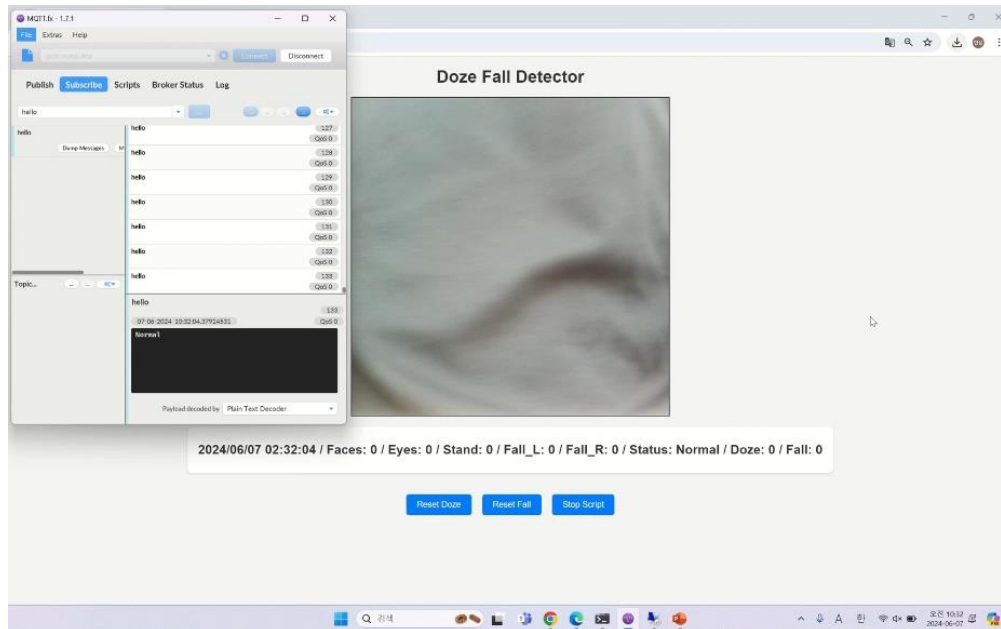 MQTT.fx - 1.7.1
File Extras Help
Connect Disconnect
Publish Subscribe Scripts Broker Status Log
hello
hello
Dump Messages
hello 127
QoS 0
hello 128
QoS 0
hello 129
QoS 0
hello 130
QoS 0
hello 131
QoS 0
hello 132
QoS 0
hello 133
QoS 0
Topic...
hello 133
07-06-2024 10:32:04.37924831 QoS 0
Normal
Payload decoded by Plain Text Decoder
Doze Fall Detector
2024/06/07 02:32:04 / Faces: 0 / Eyes: 0 / Stand: 0 / Fall_L: 0 / Fall_R: 0 / Status: Normal / Doze: 0 / Fall: 0
Reset Doze Reset Fall Stop Script
검색
A 한
오전 10:32
2024-06-07